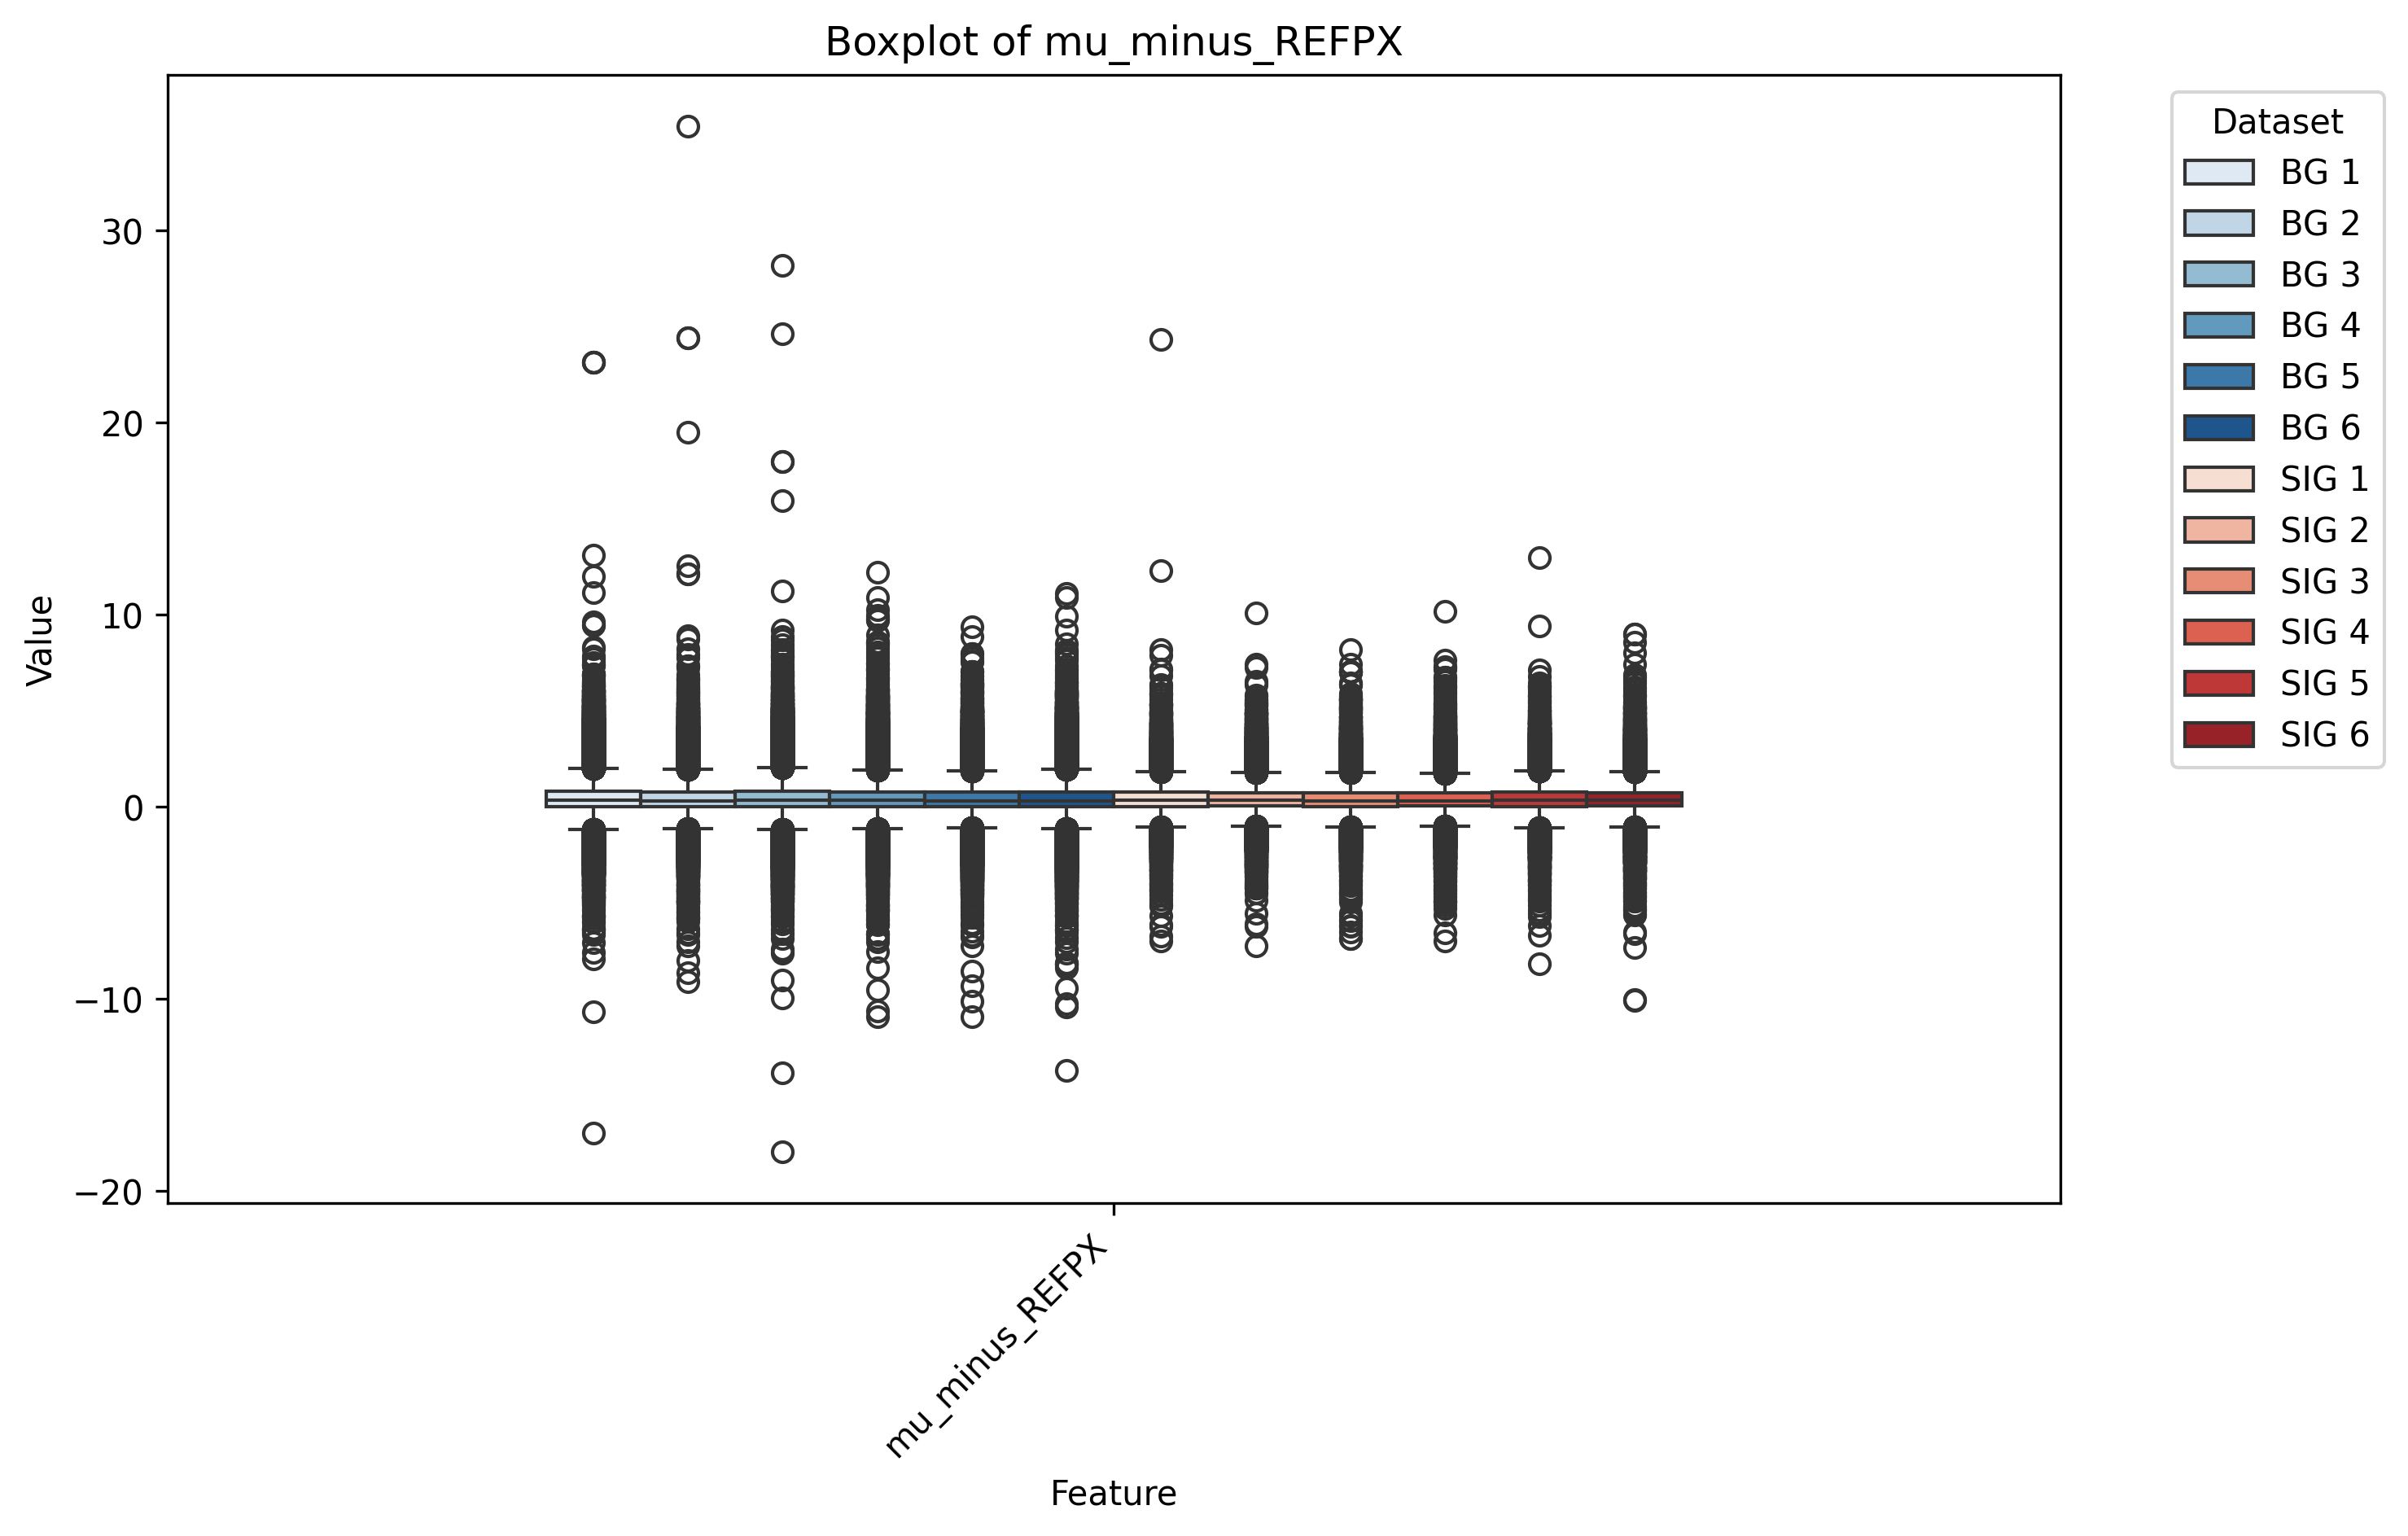 Boxplot of mu_minus_REFPX
Value
30
20
10
0
−10
−20
mu_minus_REFPX
Feature
Dataset
BG 1
BG 2
BG 3
BG 4
BG 5
BG 6
SIG 1
SIG 2
SIG 3
SIG 4
SIG 5
SIG 6